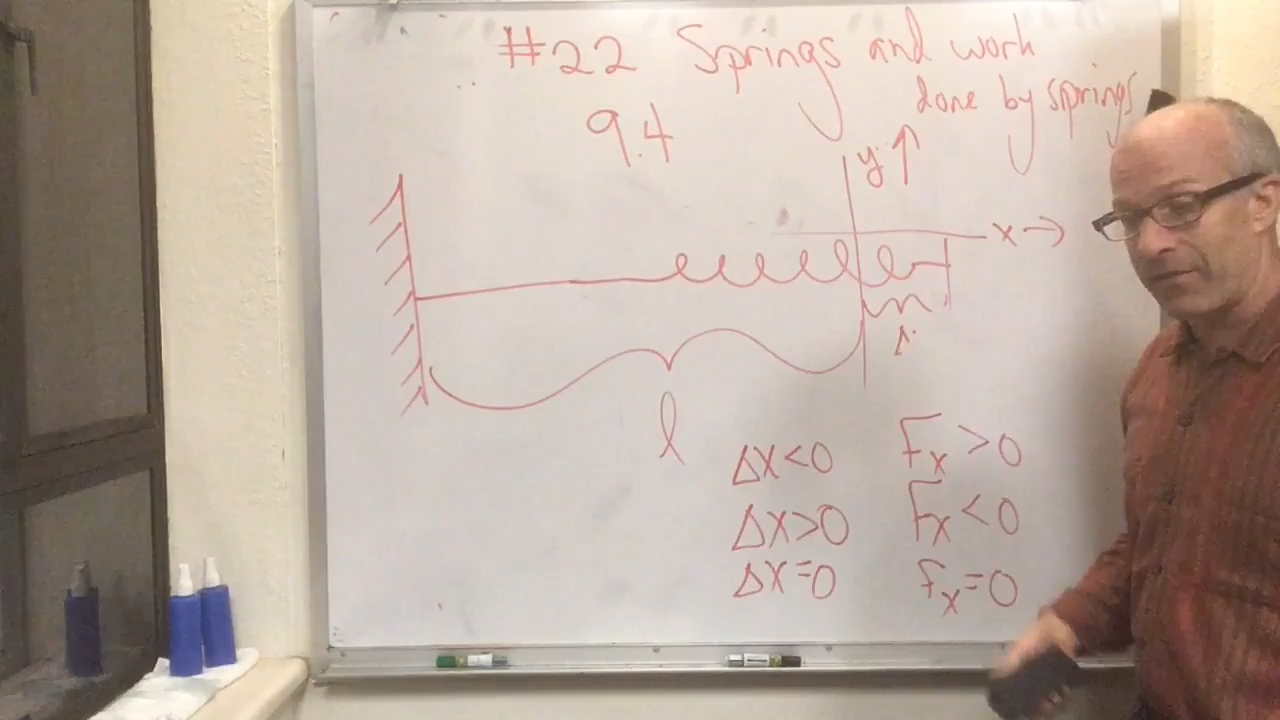 #22 Springs and work
done by springs
9.4
y↑
x→
l
Δx<0 Fx>0
Δx>0 Fx<0
Δx=0 Fx=0